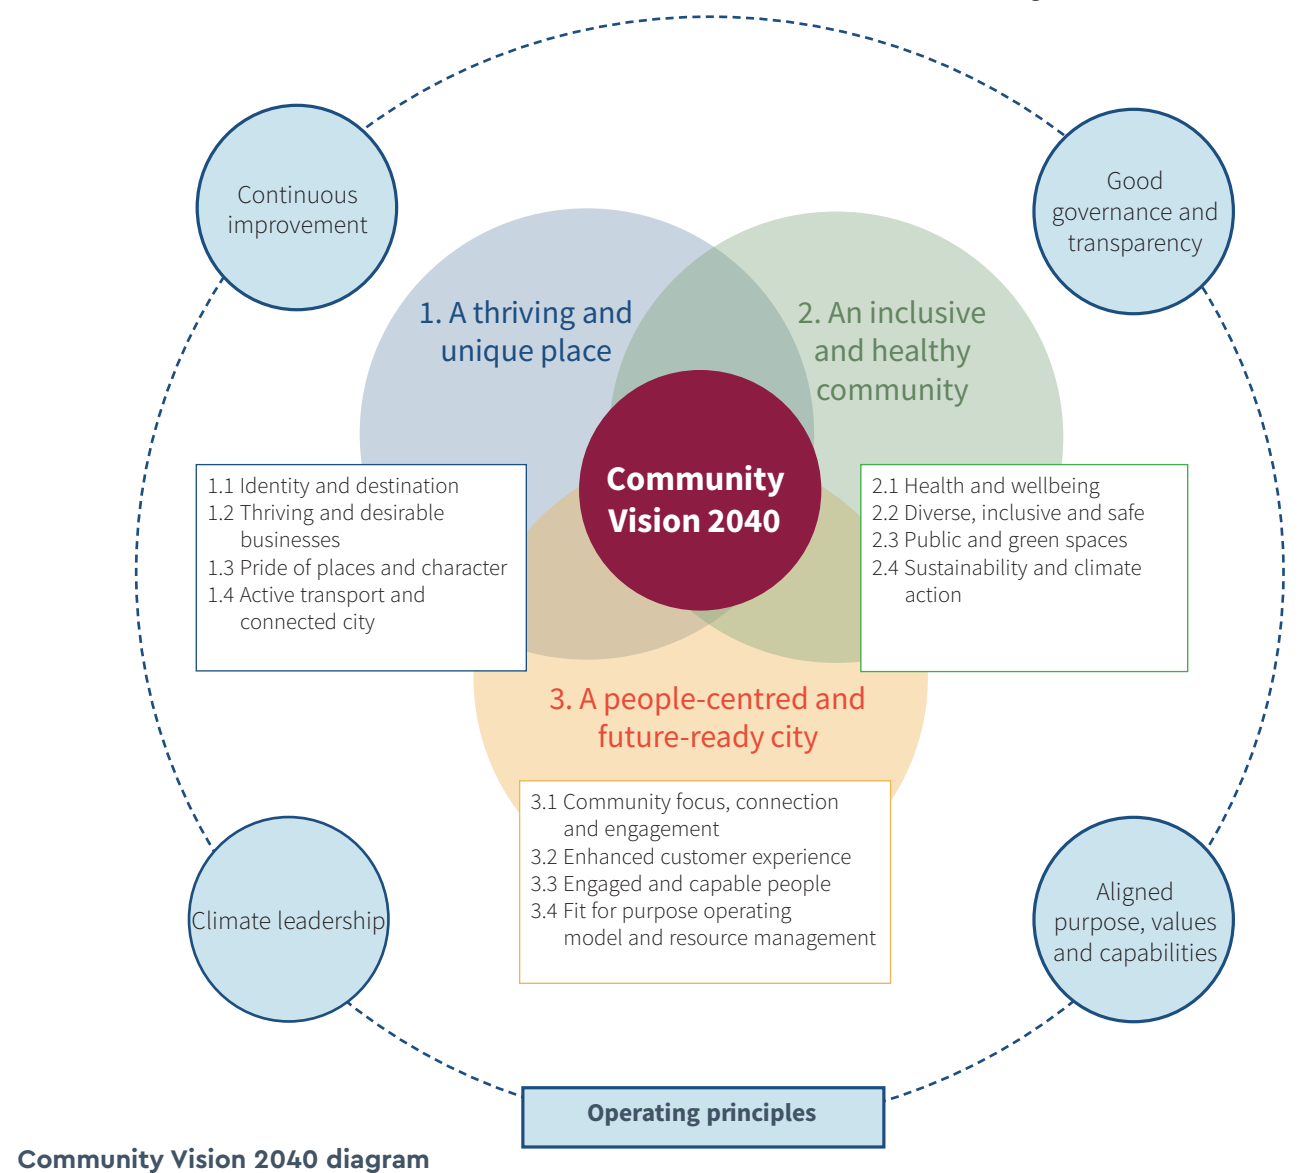 Continuous
improvement
Good
governance and
transparency
1. A thriving and
unique place
2. An inclusive
and healthy
community
Community
Vision 2040
1.1 Identity and destination
1.2 Thriving and desirable
businesses
1.3 Pride of places and character
1.4 Active transport and
connected city
2.1 Health and wellbeing
2.2 Diverse, inclusive and safe
2.3 Public and green spaces
2.4 Sustainability and climate
action
3. A people-centred and
future-ready city
3.1 Community focus, connection
and engagement
3.2 Enhanced customer experience
3.3 Engaged and capable people
3.4 Fit for purpose operating
model and resource management
Climate leadership
Aligned
purpose, values
and capabilities
Operating principles
Community Vision 2040 diagram